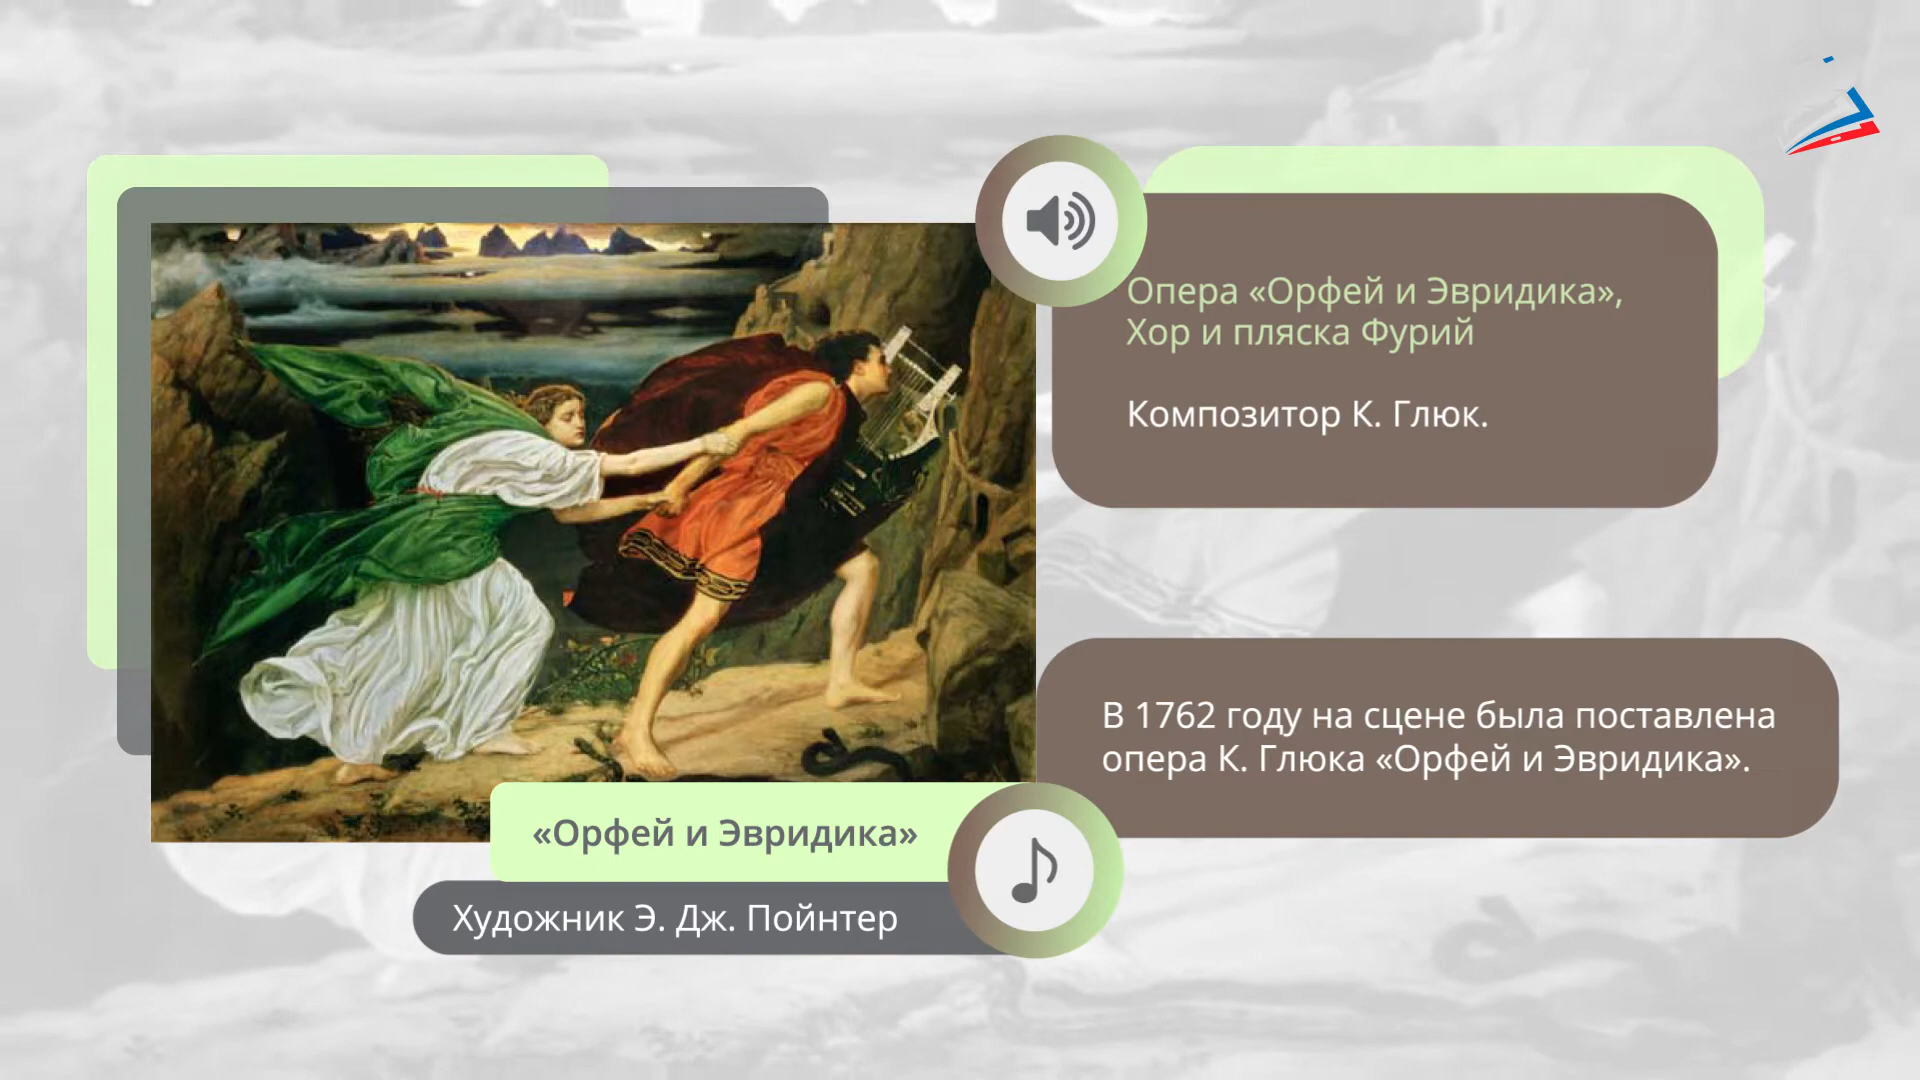 Опера «Орфей и Эвридика»,
Хор и пляска Фурий
Композитор К. Глюк.
В 1762 году на сцене была поставлена
опера К. Глюка «Орфей и Эвридика».
«Орфей и Эвридика»
Художник Э. Дж. Пойнтер